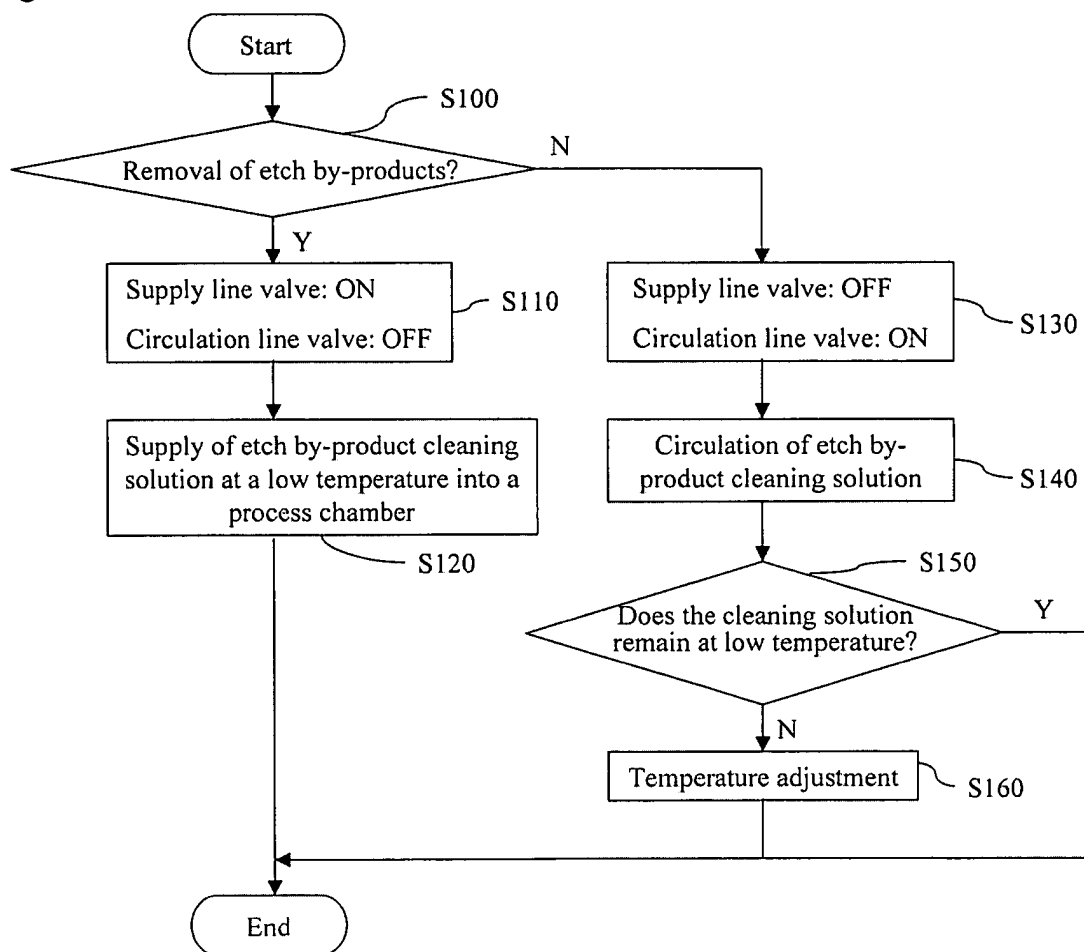 Start
S100
Removal of etch by-products?
N
Y
Supply line valve: ON
Circulation line valve: OFF
S110
Supply line valve: OFF
Circulation line valve: ON
S130
Supply of etch by-product cleaning
solution at a low temperature into a
process chamber
S120
Circulation of etch by-
product cleaning solution
S140
S150
Does the cleaning solution
remain at low temperature?
Y
N
Temperature adjustment
S160
End